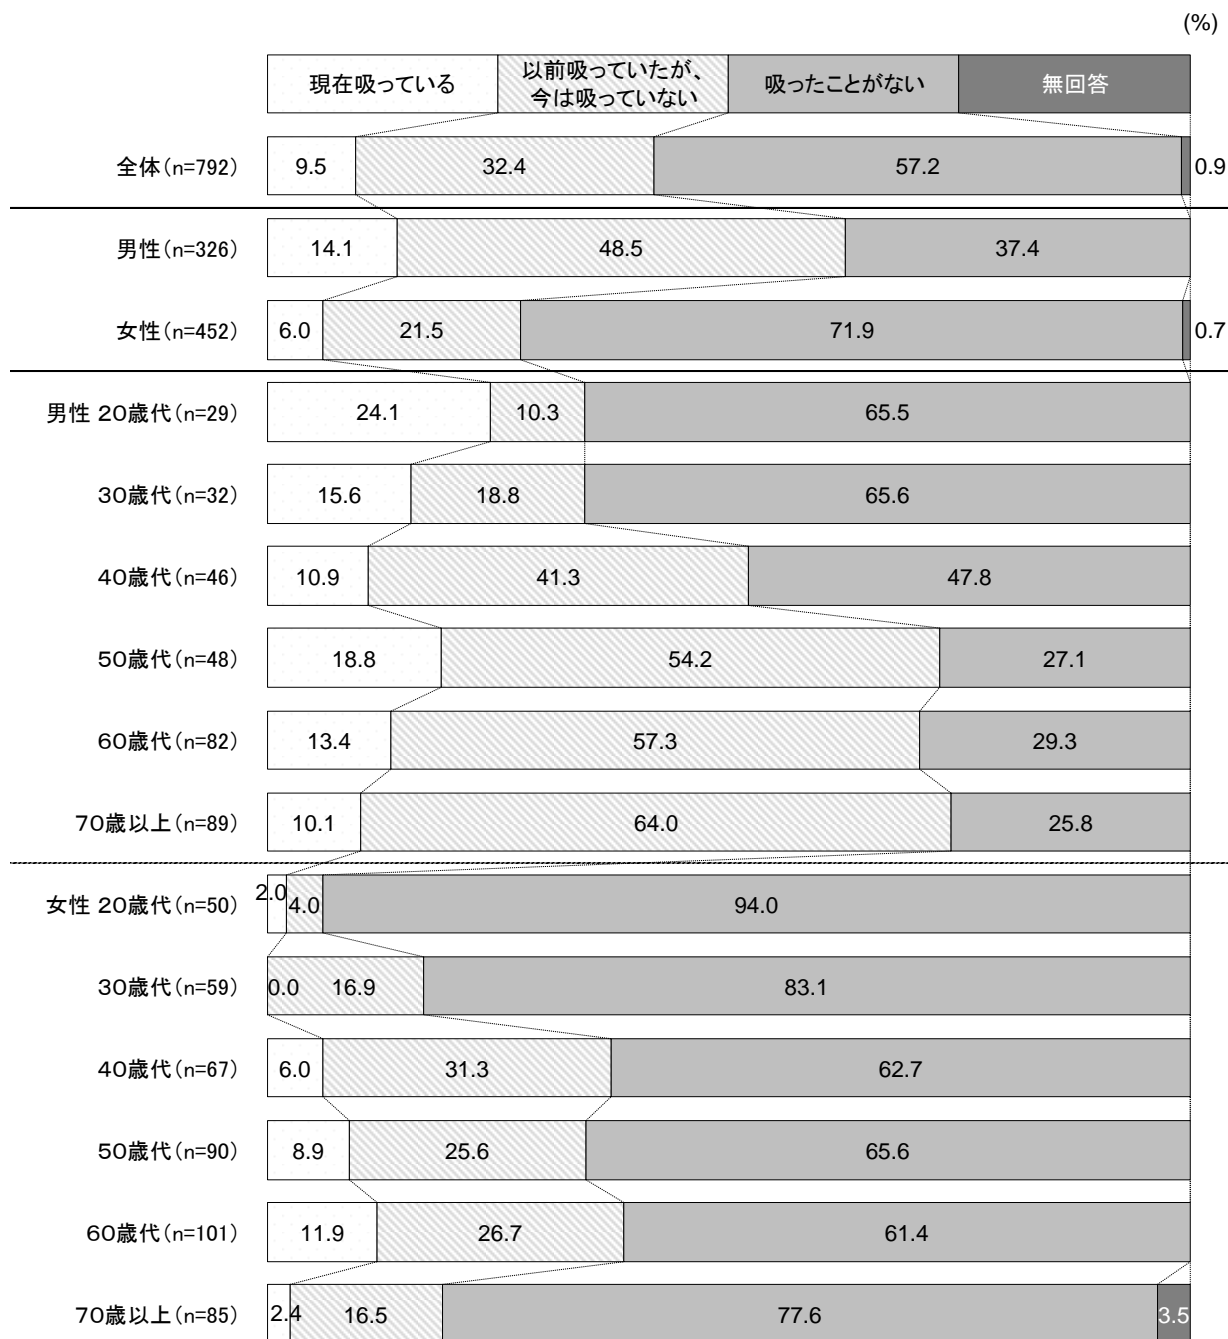 (%)
現在吸っている
以前吸っていたが、
今は吸っていない
吸ったことがない
無回答
全体(n=792) 9.5 32.4 57.2 0.9
男性(n=326) 14.1 48.5 37.4
女性(n=452) 6.0 21.5 71.9 0.7
男性 20歳代(n=29) 24.1 10.3 65.5
30歳代(n=32) 15.6 18.8 65.6
40歳代(n=46) 10.9 41.3 47.8
50歳代(n=48) 18.8 54.2 27.1
60歳代(n=82) 13.4 57.3 29.3
70歳以上(n=89) 10.1 64.0 25.8
女性 20歳代(n=50) 2.0 4.0 94.0
30歳代(n=59) 0.0 16.9 83.1
40歳代(n=67) 6.0 31.3 62.7
50歳代(n=90) 8.9 25.6 65.6
60歳代(n=101) 11.9 26.7 61.4
70歳以上(n=85) 2.4 16.5 77.6 3.5